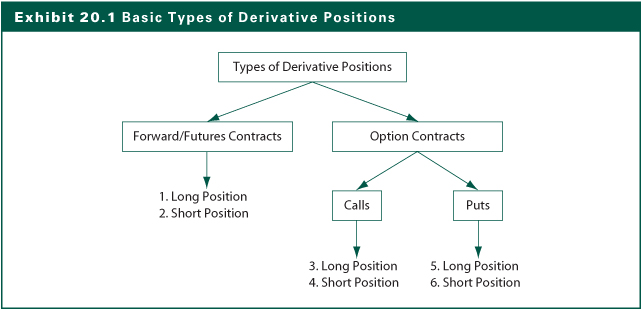 Exhibit 20.1 Basic Types of Derivative Positions
Types of Derivative Positions
Forward/Futures Contracts
Option Contracts
1. Long Position
2. Short Position
Calls
Puts
3. Long Position
4. Short Position
5. Long Position
6. Short Position